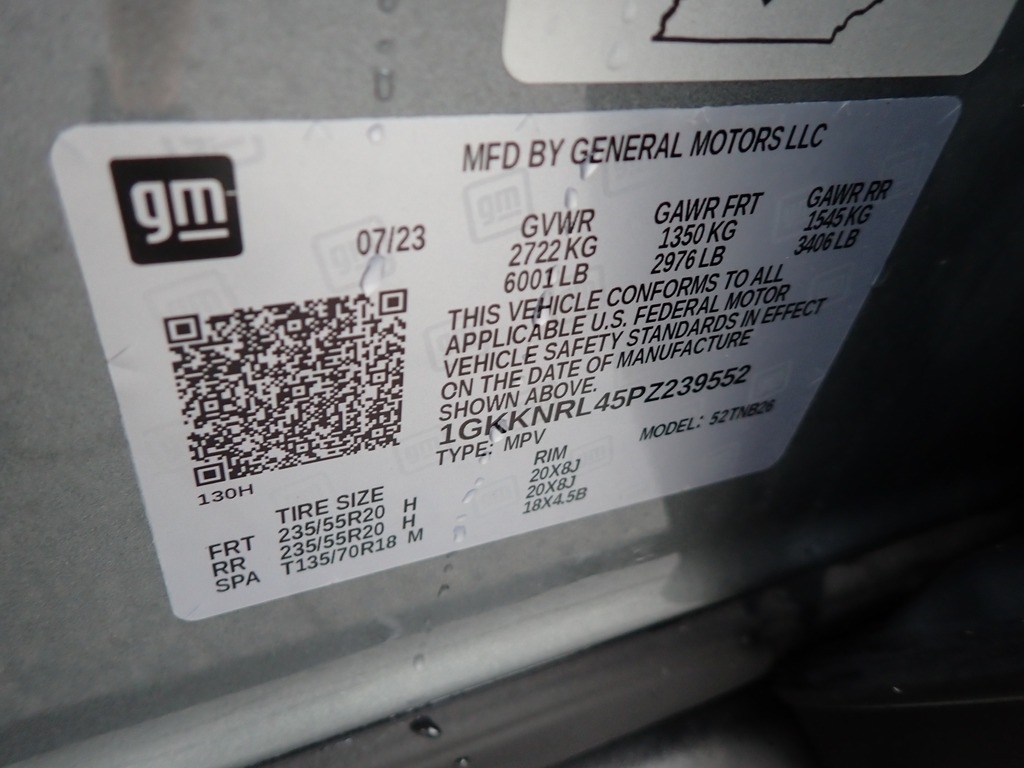 MFD BY GENERAL MOTORS LLC
gm
07/23
GVWR
2722 KG
6001 LB
GAWR FRT
1350 KG
2976 LB
GAWR RR
1545 KG
3406 LB
THIS VEHICLE CONFORMS TO ALL
APPLICABLE U.S. FEDERAL MOTOR
VEHICLE SAFETY STANDARDS IN EFFECT
ON THE DATE OF MANUFACTURE
SHOWN ABOVE.
1GKKNRL45PZ239552
TYPE: MPV MODEL: 52TNB26
130H
TIRE SIZE RIM
FRT 235/55R20 H 20X8J
RR 235/55R20 H 20X8J
SPA T135/70R18 M 18X4.5B